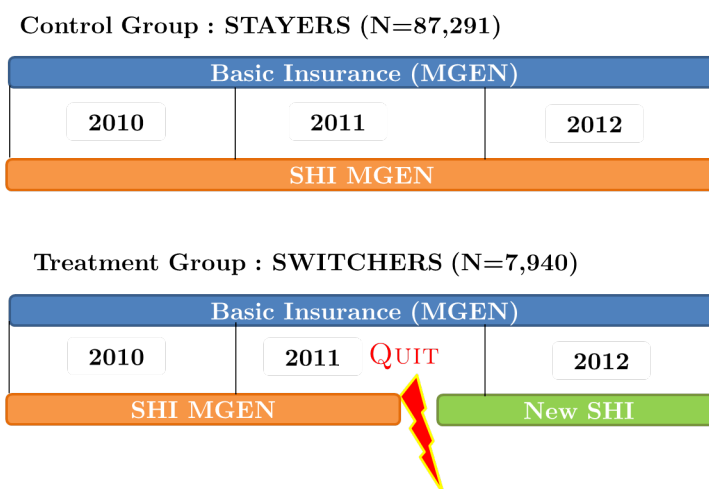 Control Group : STAYERS (N=87,291)
Basic Insurance (MGEN)
2010 2011 2012
SHI MGEN
Treatment Group : SWITCHERS (N=7,940)
Basic Insurance (MGEN)
2010 2011 QUIT 2012
SHI MGEN New SHI